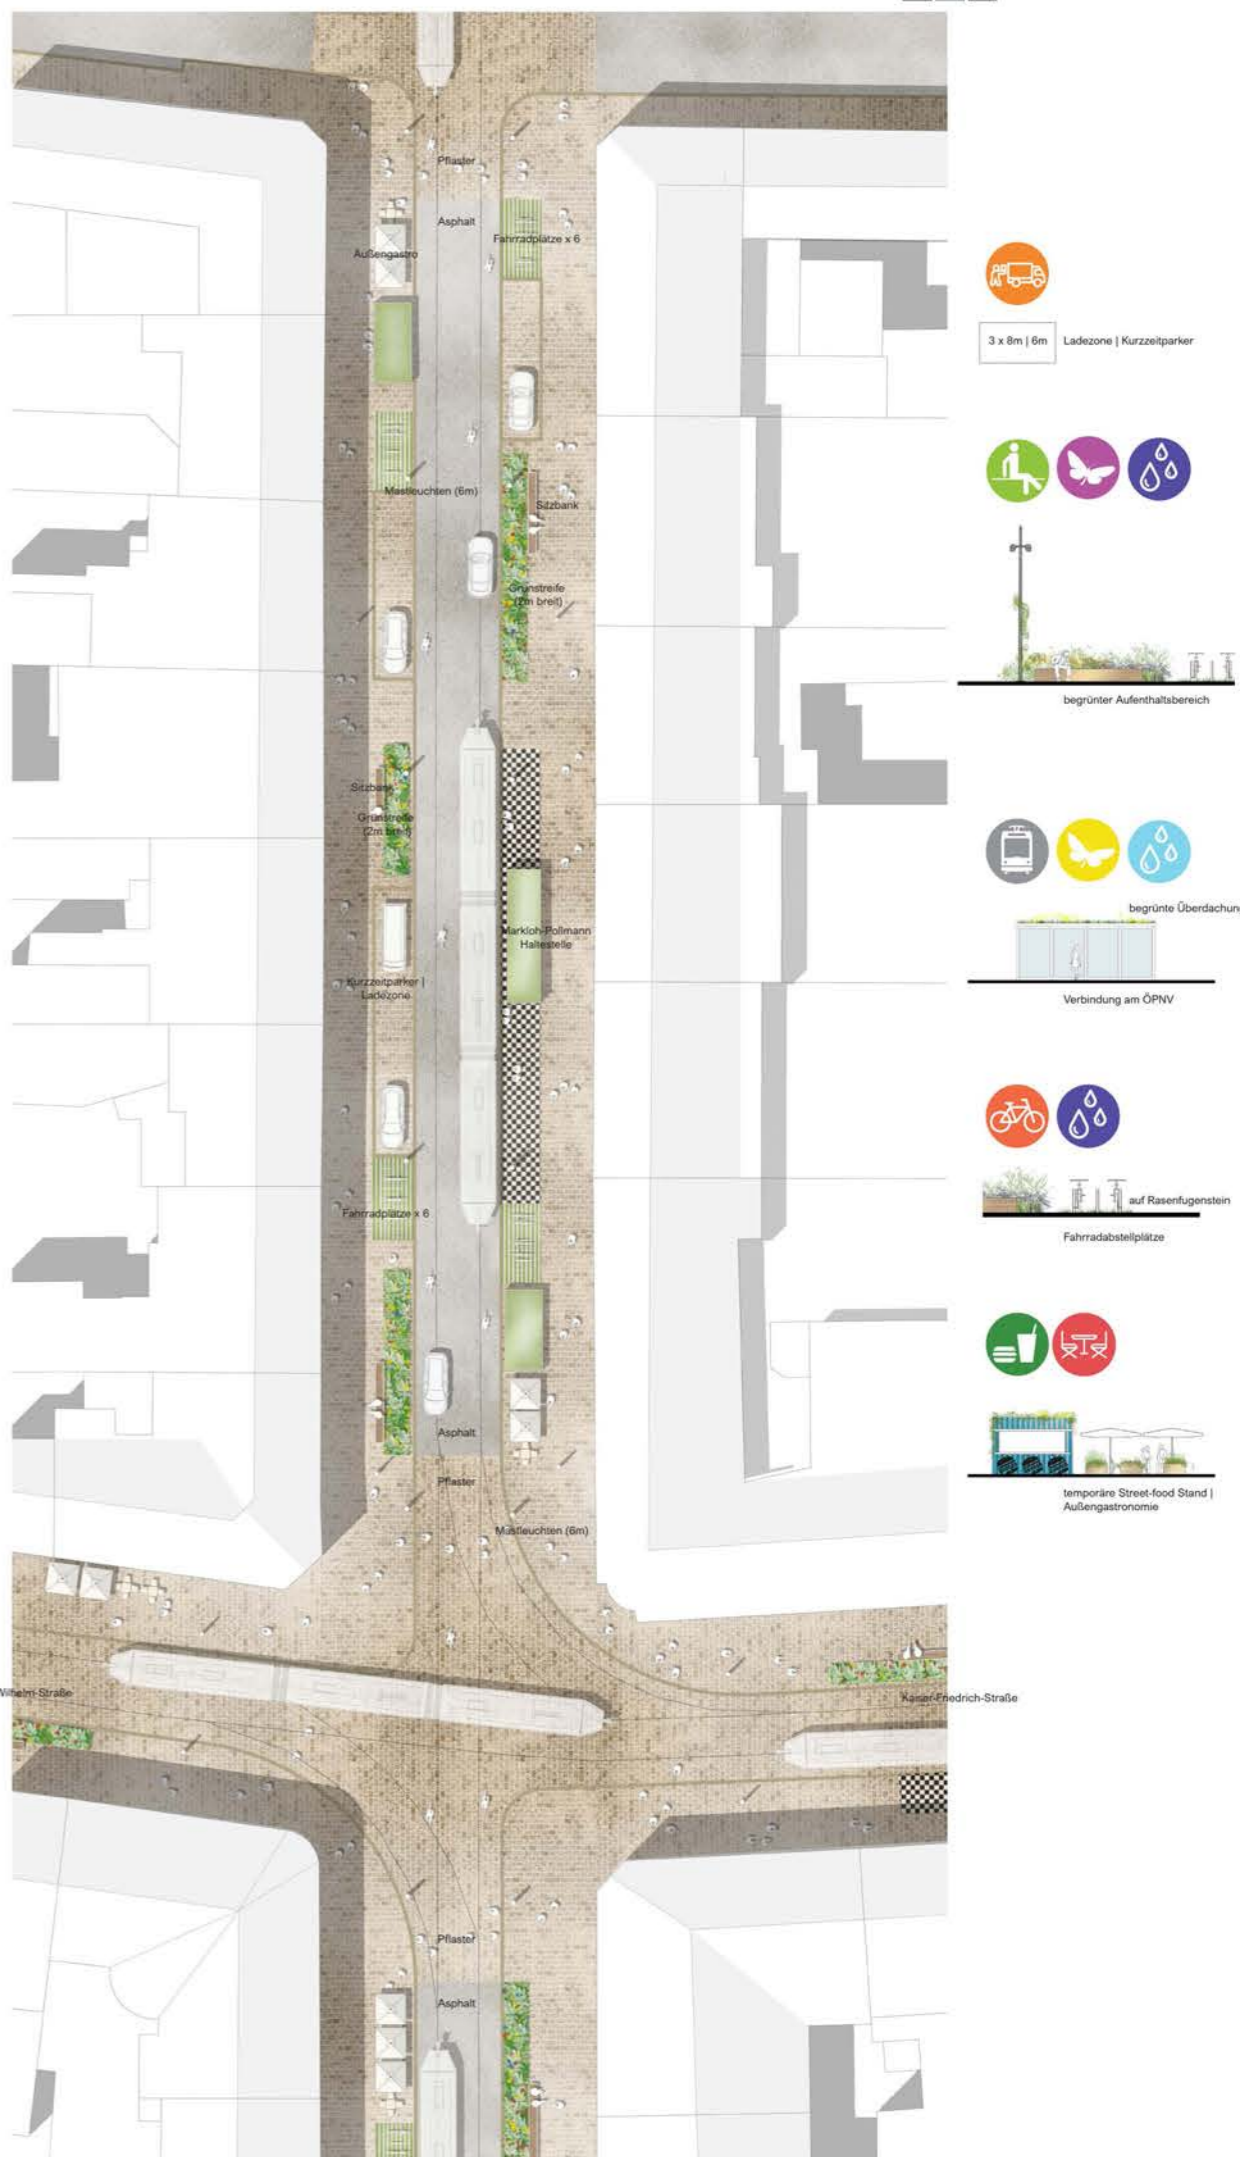 Pflaster
Asphalt
Fahrradplätze x 6
Außengastro
3 x 8m | 6m
Ladezone | Kurzzeitparker
Mastleuchten (6m)
Sitzbank
Grünstreife
(2m breit)
begrünter Aufenthaltsbereich
Sitzbank
Grünstreife
(2m breit)
begrünte Überdachung
Markloh-Pollmann
Haltestelle
Kurzzeitparker |
Ladezone
Verbindung am ÖPNV
auf Rasenfugenstein
Fahrradplätze x 6
Fahrradabstellplätze
Asphalt
Pflaster
temporäre Street-food Stand |
Außengastronomie
Mastleuchten (6m)
Wilhelm-Straße
Kaiser-Friedrich-Straße
Pflaster
Asphalt